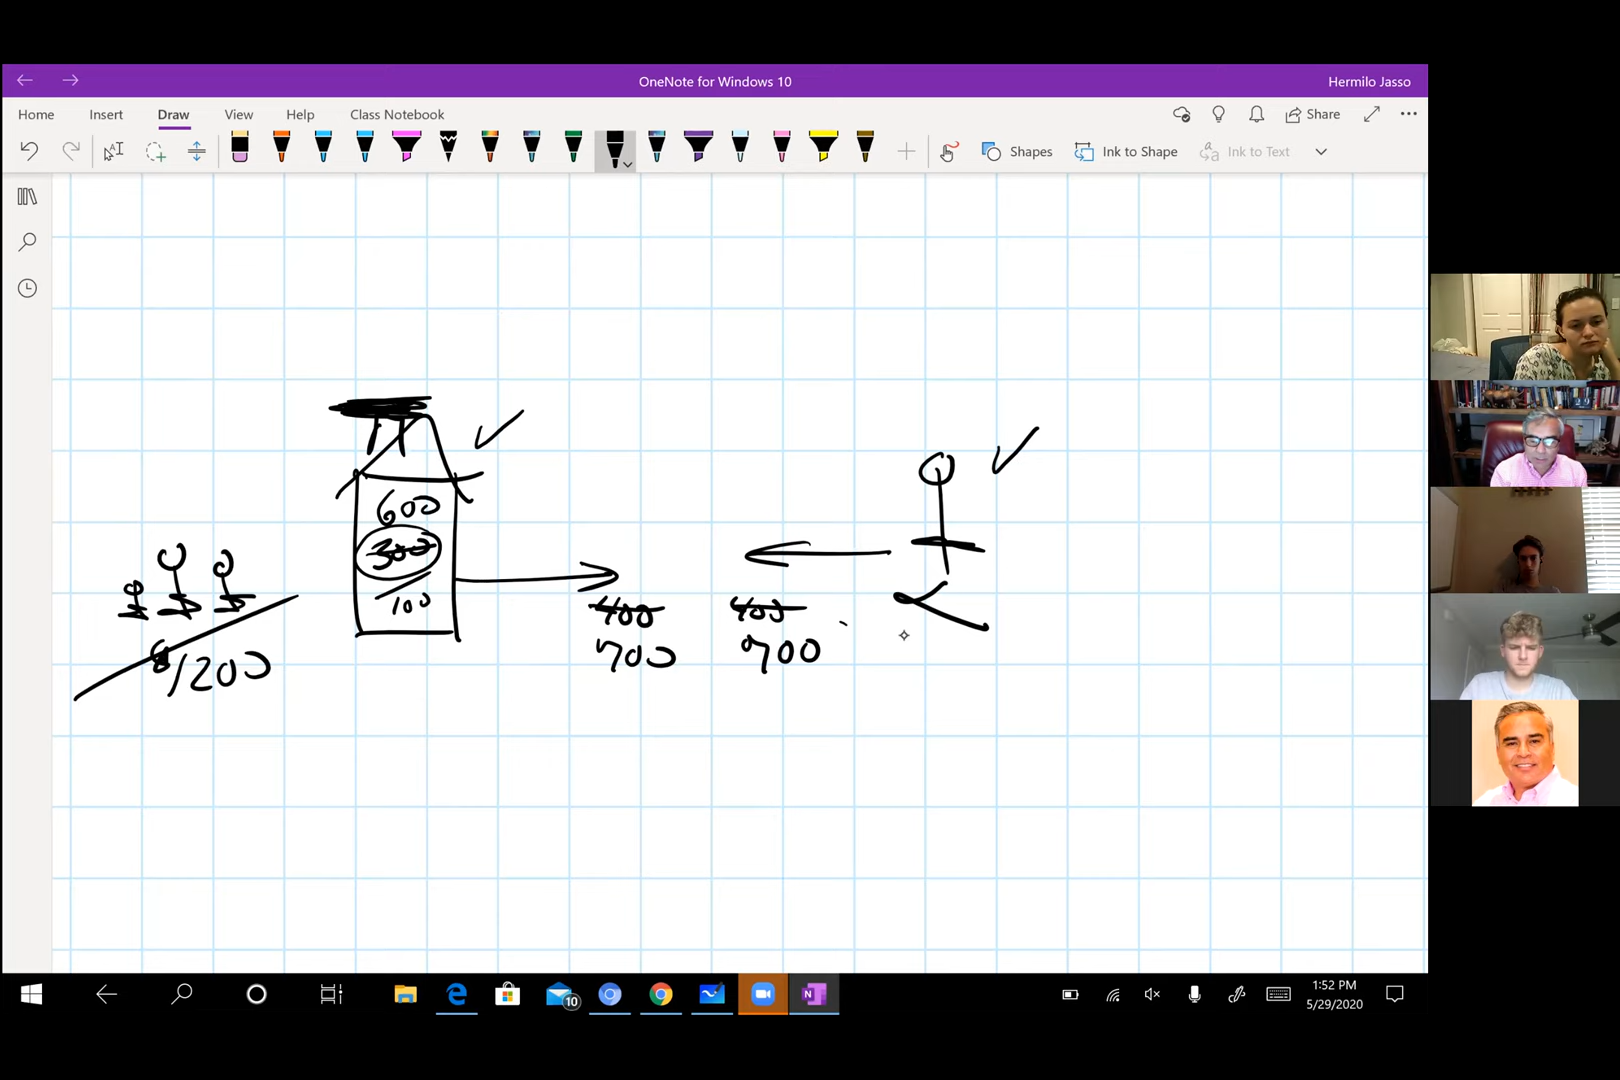 OneNote for Windows 10
Hermilo Jasso
Home Insert Draw View Help Class Notebook
Share
Shapes Ink to Shape Ink to Text
600
300
100
400 400
700 700
/200
10
N
1:52 PM
5/29/2020